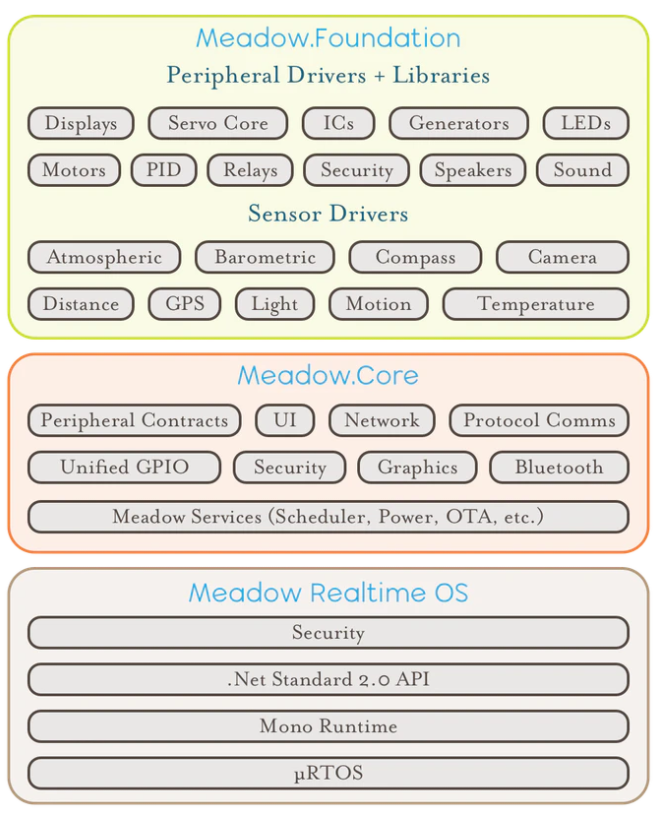 Meadow.Foundation
Peripheral Drivers + Libraries
Displays Servo Core ICs Generators LEDs
Motors PID Relays Security Speakers Sound
Sensor Drivers
Atmospheric Barometric Compass Camera
Distance GPS Light Motion Temperature
Meadow.Core
Peripheral Contracts UI Network Protocol Comms
Unified GPIO Security Graphics Bluetooth
Meadow Services (Scheduler, Power, OTA, etc.)
Meadow Realtime OS
Security
.Net Standard 2.0 API
Mono Runtime
µRTOS